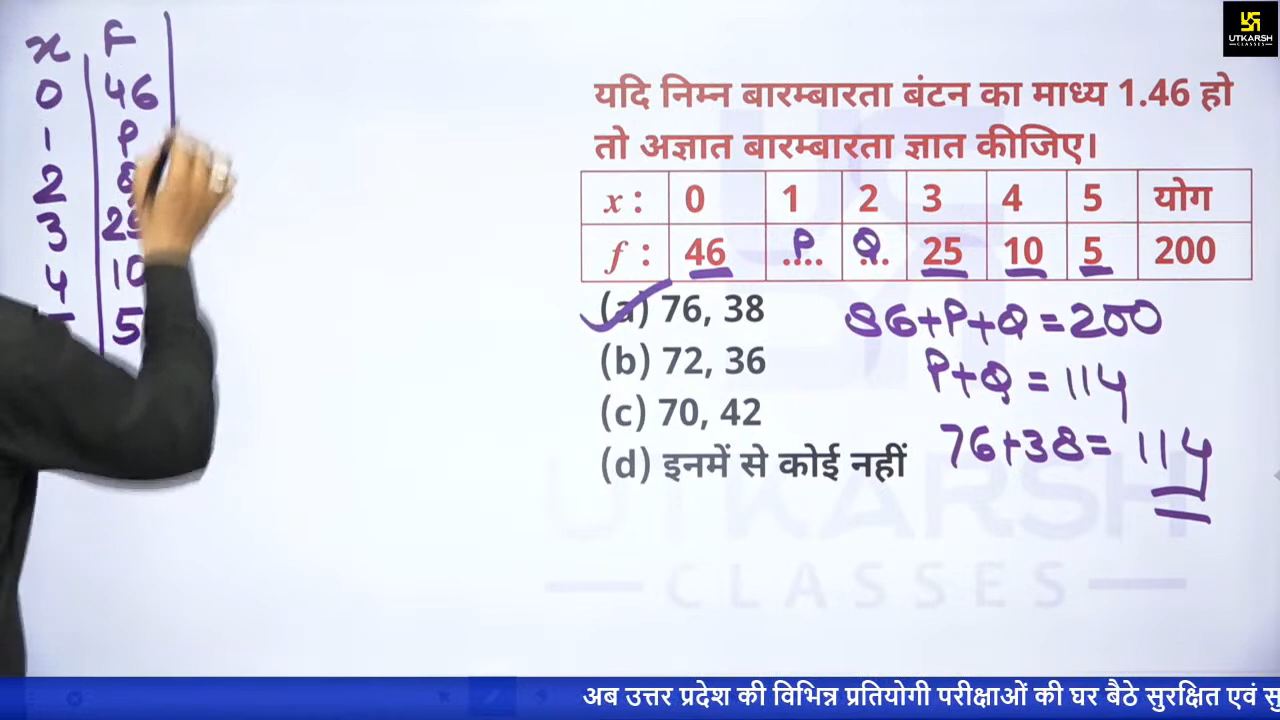 UTKARSH
CLASSES
x F
0 46
1 P
2 Q
3 25
4 10
5
यदि निम्न बारम्बारता बंटन का माध्य 1.46 हो
तो अज्ञात बारम्बारता ज्ञात कीजिए।
x : 0 1 2 3 4 5 योग
f : 46 P .... Q .... 25 10 5 200
(a) 76, 38
(b) 72, 36
(c) 70, 42
(d) इनमें से कोई नहीं
86+P+Q=200
P+Q=114
76+38=114
UTKARSH
CLASSES
अब उत्तर प्रदेश की विभिन्न प्रतियोगी परीक्षाओं की घर बैठे सुरक्षित एवं